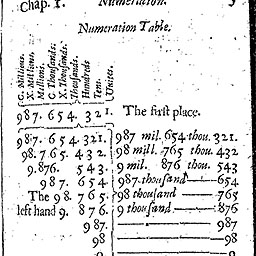 Chap. 1. Numeration. 3
Numeration Table.
C. Millions.
X. Millions.
Millions.
C Thousands.
X. Thousands.
Thousands.
Hundreds
Tens.
Unites.
987. 654. 321. The first place.
987. 654. 321. 987 mil. 654 thou. 321.
98. 765. 432. 98 mill. 765 thou. 432.
9. 876. 543. 9 mil. 876 thou. 543
987. 654 987. thousand — 654
The 98. 765. 98 thousand — 765
left hand 9. 876. 9 thousand — 876
987. — 987
98 — 98
9 — 9